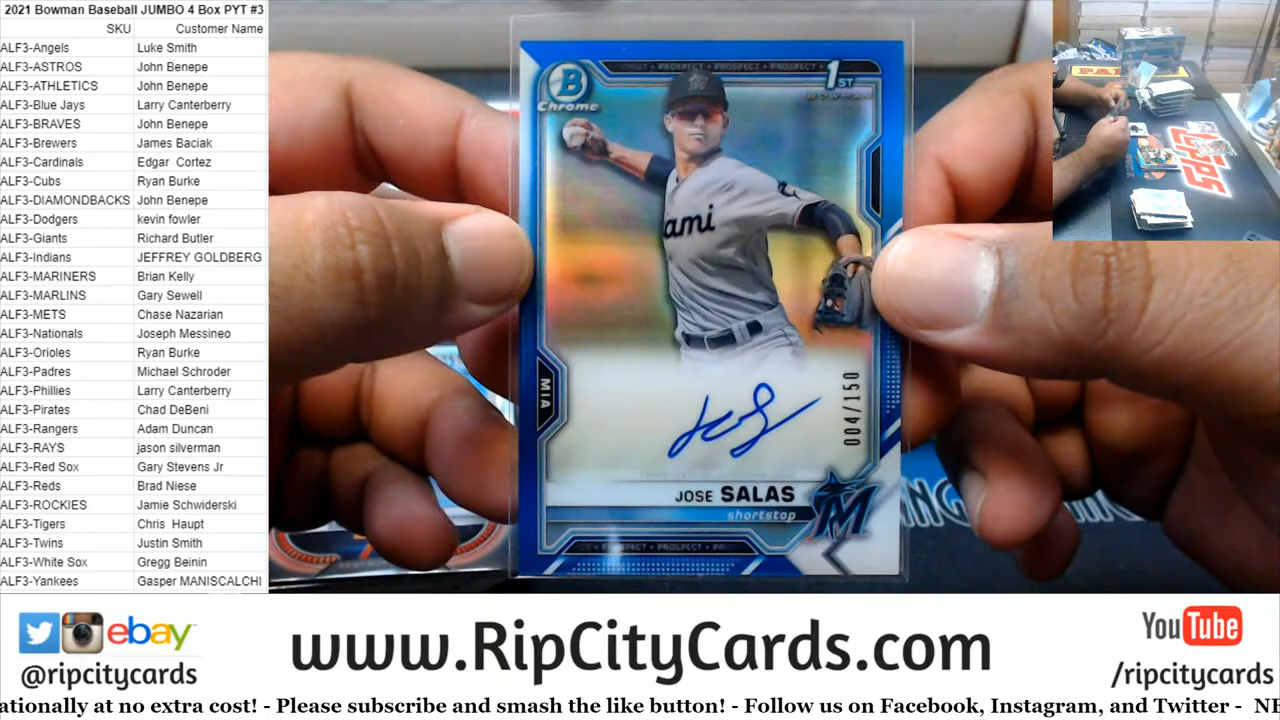 2021 Bowman Baseball JUMBO 4 Box PYT #3
SKU Customer Name
ALF3-Angels Luke Smith
ALF3-ASTROS John Benepe
ALF3-ATHLETICS John Benepe
ALF3-Blue Jays Larry Canterberry
ALF3-BRAVES John Benepe
ALF3-Brewers James Baciak
ALF3-Cardinals Edgar Cortez
ALF3-Cubs Ryan Burke
ALF3-DIAMONDBACKS John Benepe
ALF3-Dodgers kevin fowler
ALF3-Giants Richard Butler
ALF3-Indians JEFFREY GOLDBERG
ALF3-MARINERS Brian Kelly
ALF3-MARLINS Gary Sewell
ALF3-METS Chase Nazarian
ALF3-Nationals Joseph Messineo
ALF3-Orioles Ryan Burke
ALF3-Padres Michael Schroder
ALF3-Phillies Larry Canterberry
ALF3-Pirates Chad DeBeni
ALF3-Rangers Adam Duncan
ALF3-RAYS jason silverman
ALF3-Red Sox Gary Stevens Jr
ALF3-Reds Brad Niese
ALF3-ROCKIES Jamie Schwiderski
ALF3-Tigers Chris Haupt
ALF3-Twins Justin Smith
ALF3-White Sox Gregg Beinin
ALF3-Yankees Gasper MANISCALCHI
PROSPECT • PROSPECT • PROSPECT
B
Chrome
1ST
BOWMAN
ami
MIA
004/150
JOSE SALAS
shortstop
M
PROSPECT • PROSPECT
TOPPS
ebay
@ripcitycards
www.RipCityCards.com
YouTube
/ripcitycards
ationally at no extra cost! - Please subscribe and smash the like button! - Follow us on Facebook, Instagram, and Twitter - NE